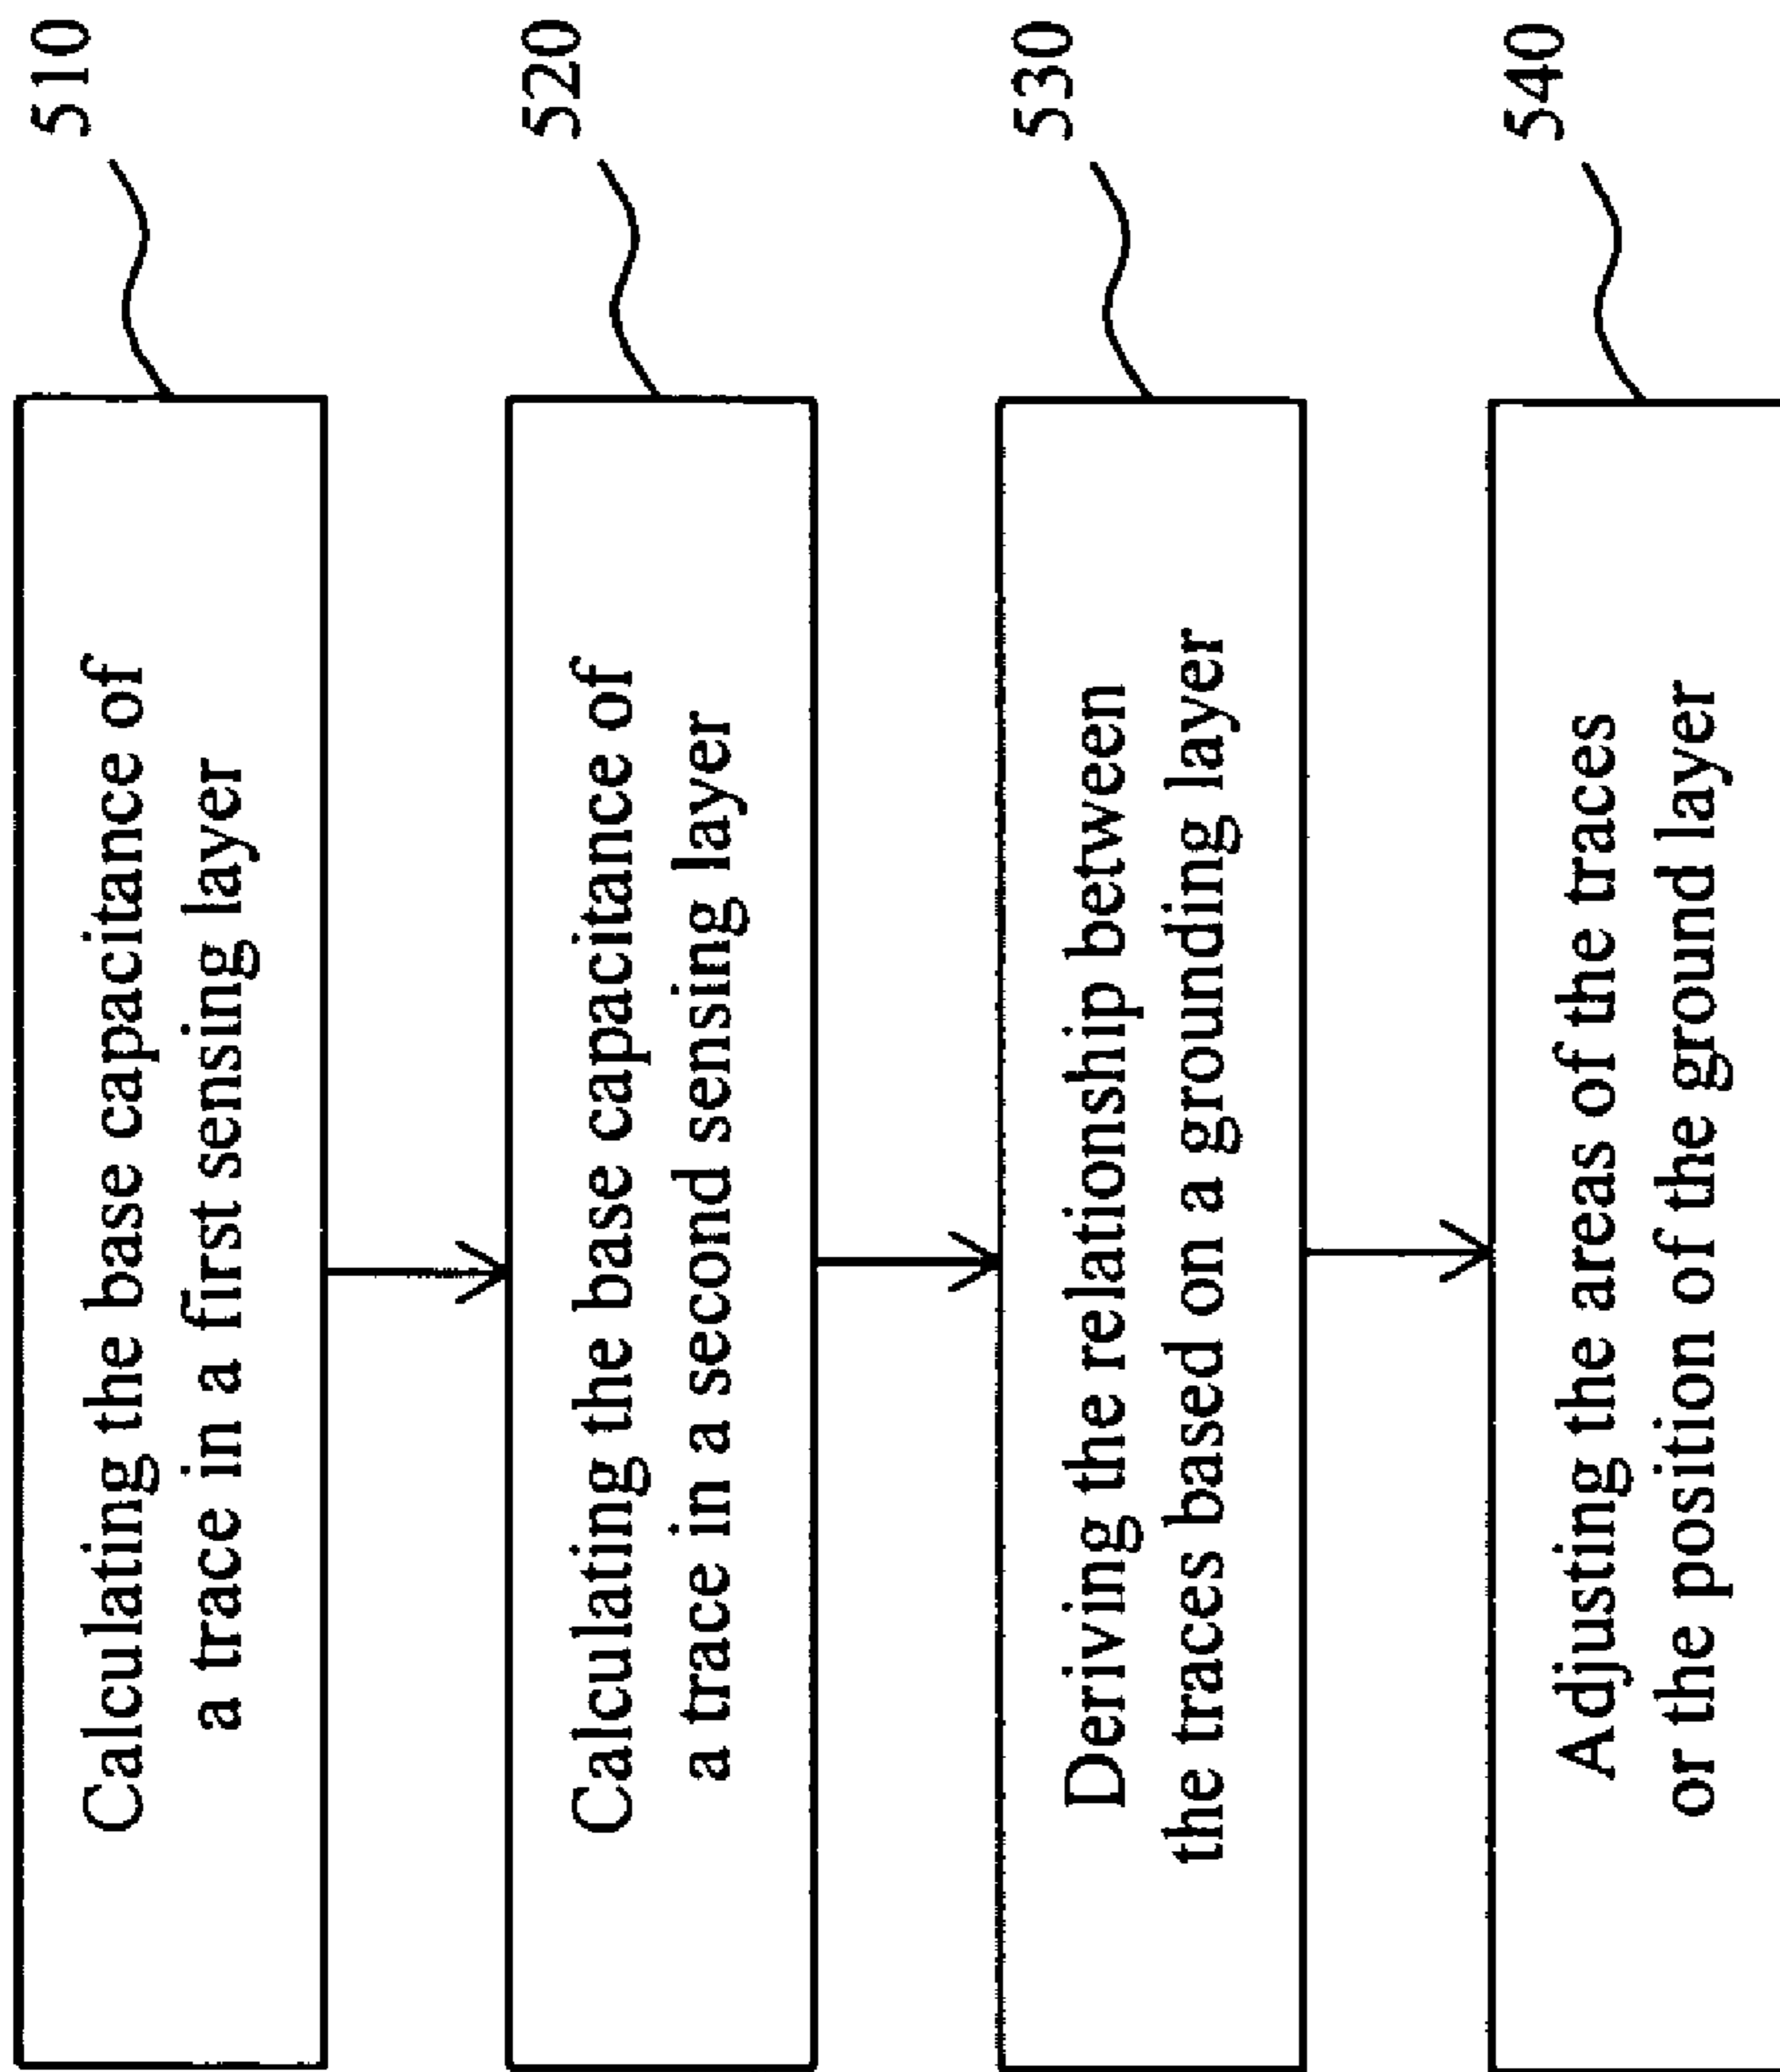 510
Calculating the base capacitance of
a trace in a first sensing layer
520
Calculating the base capacitance of
a trace in a second sensing layer
530
Deriving the relationship between
the traces based on a grounding layer
540
Adjusting the areas of the traces
or the position of the ground layer